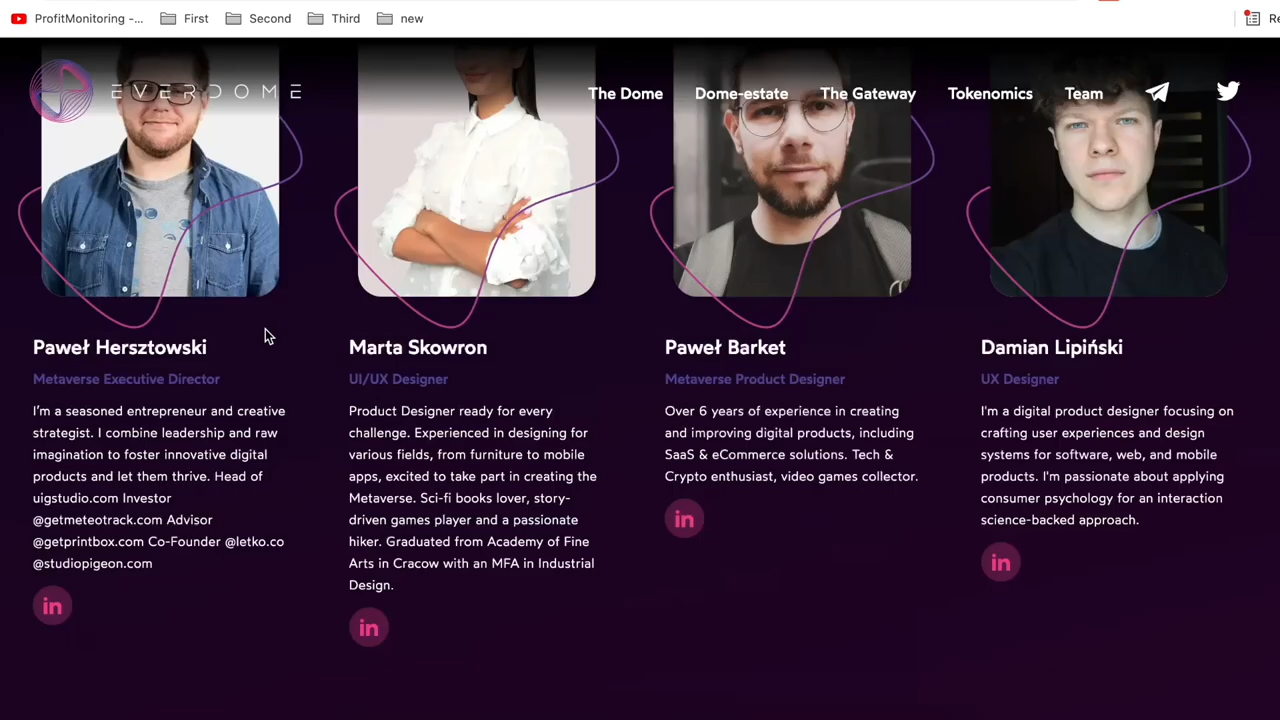 ProfitMonitoring -...
First
Second
Third
new
Re
EVERDOME
The Dome
Dome-estate
The Gateway
Tokenomics
Team
Paweł Hersztowski
Metaverse Executive Director
I'm a seasoned entrepreneur and creative
strategist. I combine leadership and raw
imagination to foster innovative digital
products and let them thrive. Head of
uigstudio.com Investor
@getmeteotrack.com Advisor
@getprintbox.com Co-Founder @letko.co
@studiopigeon.com
in
Marta Skowron
UI/UX Designer
Product Designer ready for every
challenge. Experienced in designing for
various fields, from furniture to mobile
apps, excited to take part in creating the
Metaverse. Sci-fi books lover, story-
driven games player and a passionate
hiker. Graduated from Academy of Fine
Arts in Cracow with an MFA in Industrial
Design.
in
Paweł Barket
Metaverse Product Designer
Over 6 years of experience in creating
and improving digital products, including
SaaS & eCommerce solutions. Tech &
Crypto enthusiast, video games collector.
in
Damian Lipiński
UX Designer
I'm a digital product designer focusing on
crafting user experiences and design
systems for software, web, and mobile
products. I'm passionate about applying
consumer psychology for an interaction
science-backed approach.
in